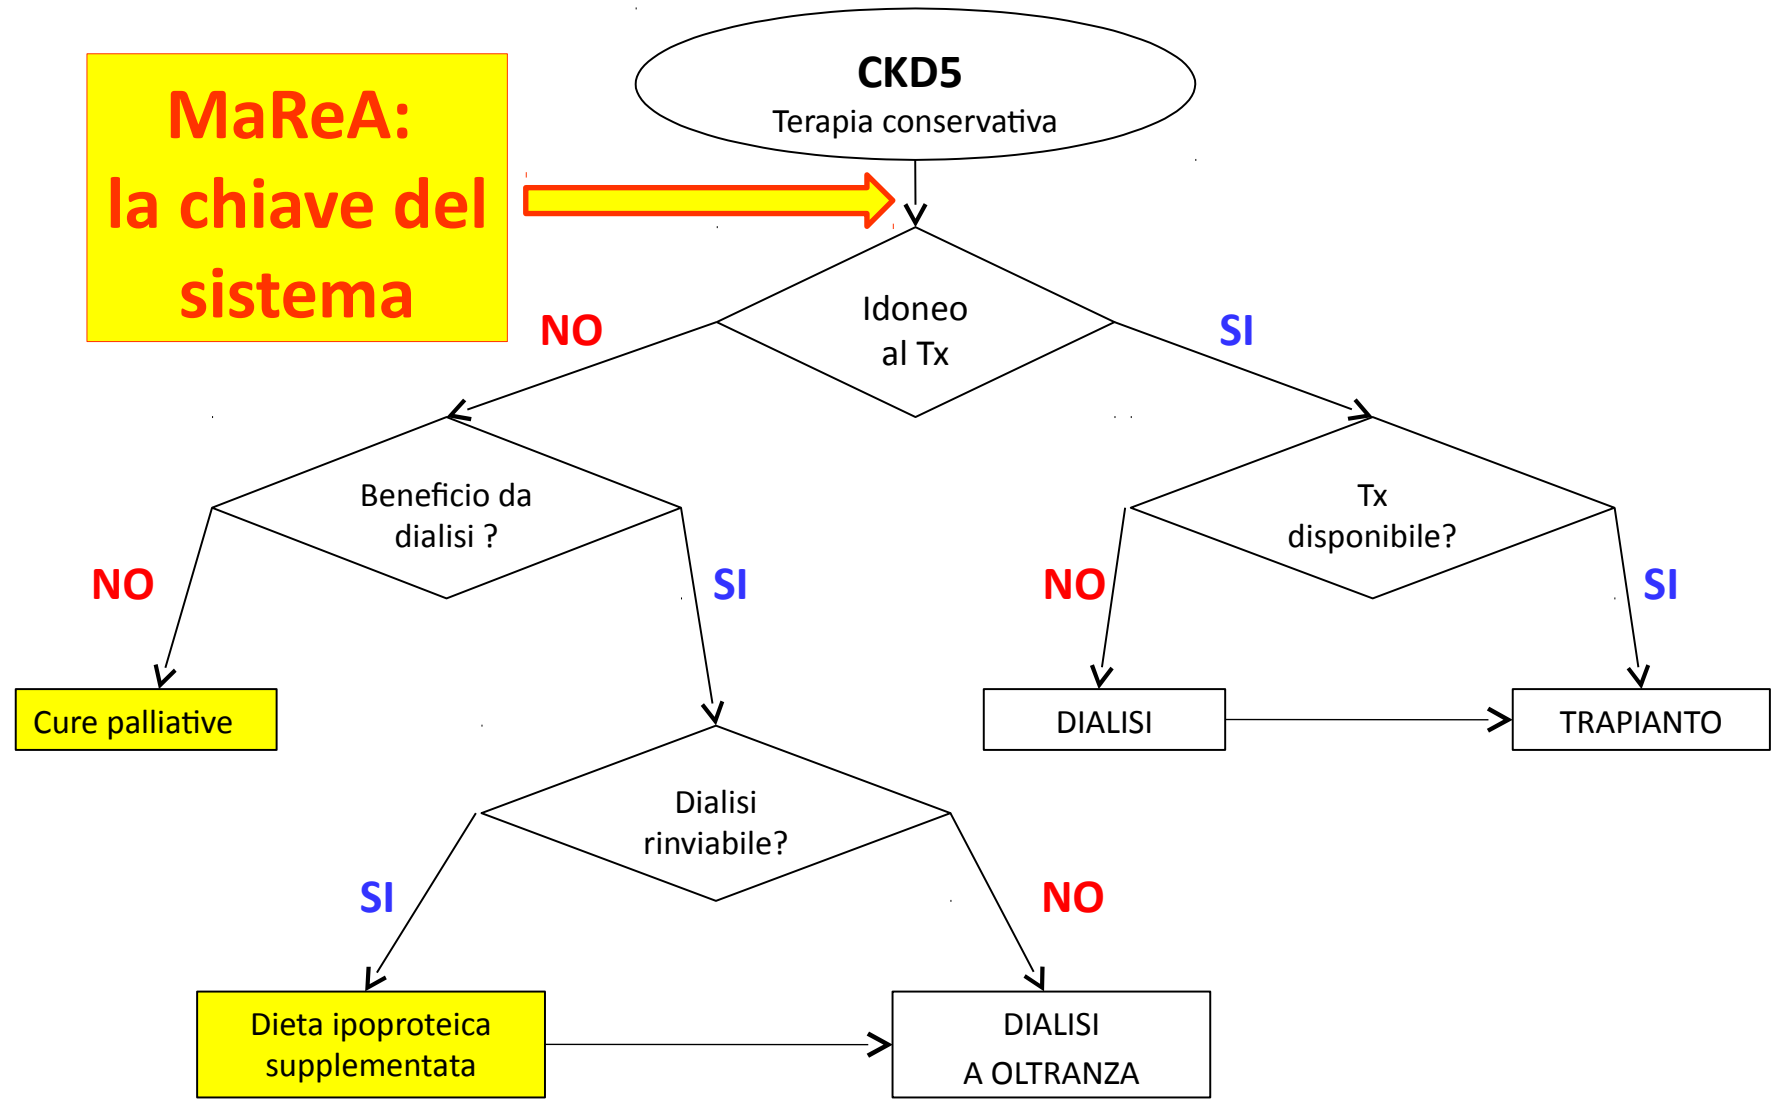 CKD5
Terapia conservativa
MaReA:
la chiave del
sistema
Idoneo
al Tx
NO
SI
Beneficio da
dialisi ?
Tx
disponibile?
NO
SI
NO
SI
Cure palliative
DIALISI
TRAPIANTO
Dialisi
rinviabile?
SI
NO
Dieta ipoproteica
supplementata
DIALISI
A OLTRANZA